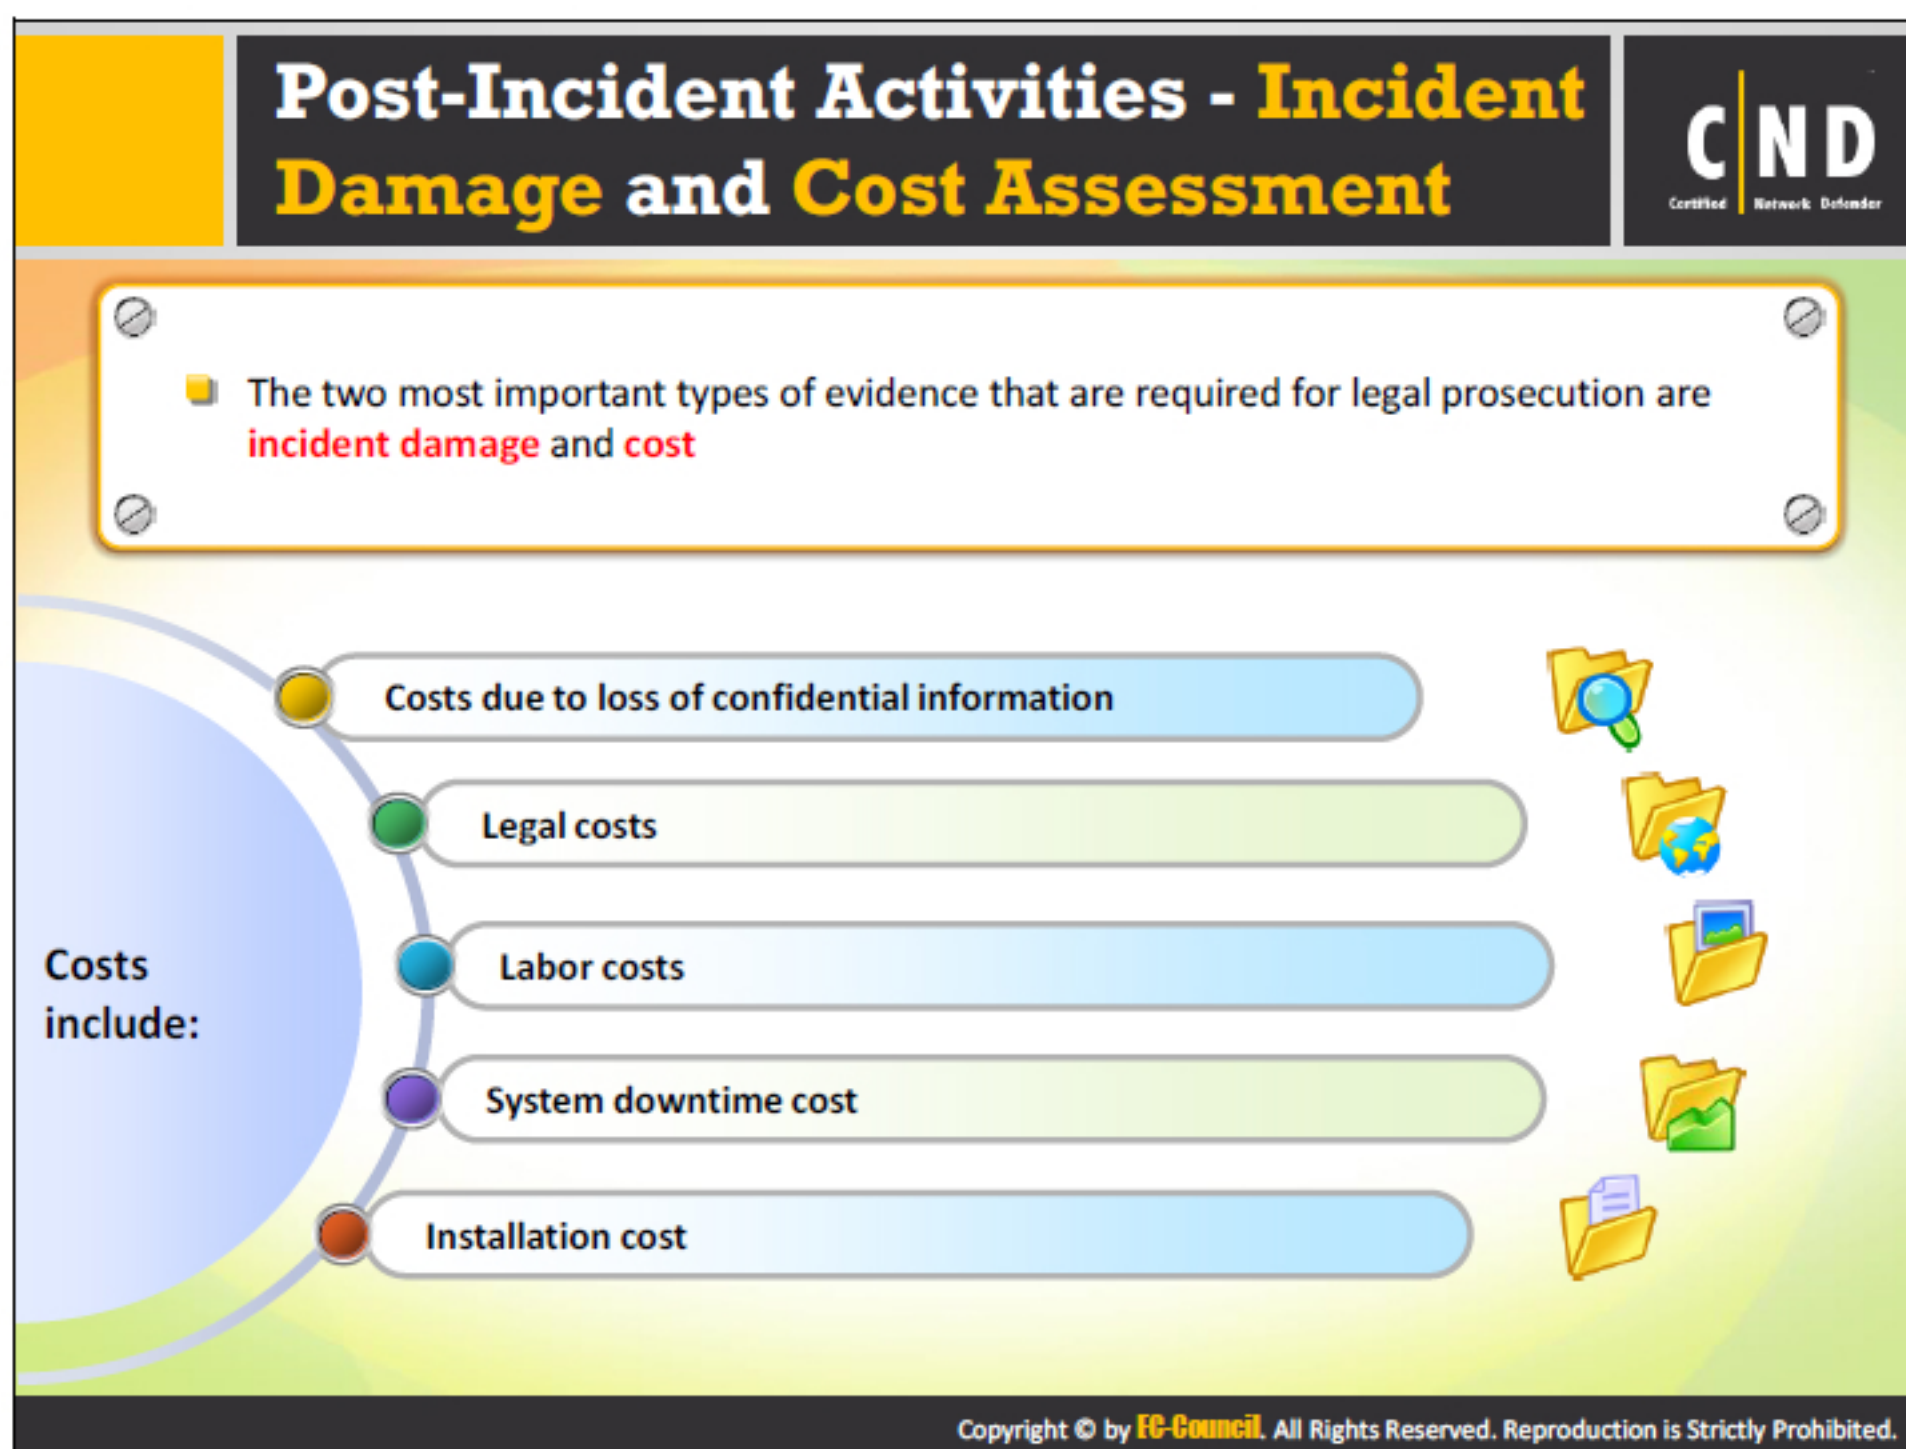 Post-Incident Activities - Incident
Damage and Cost Assessment
C|ND
Certified Network Defender
The two most important types of evidence that are required for legal prosecution are
incident damage and cost
Costs due to loss of confidential information
Legal costs
Labor costs
Costs
include:
System downtime cost
Installation cost
Copyright © by EC-Council. All Rights Reserved. Reproduction is Strictly Prohibited.